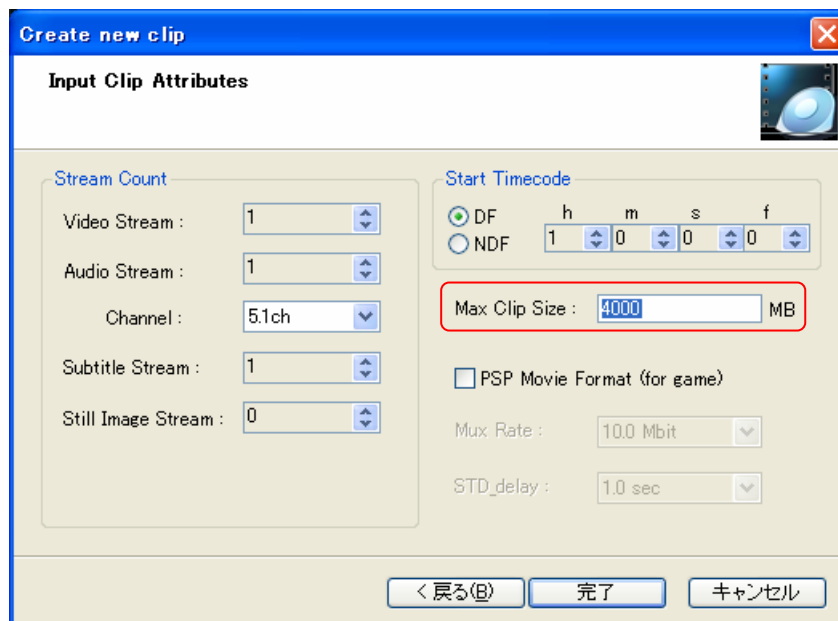 Create new clip
Input Clip Attributes
Stream Count
Video Stream : 1
Audio Stream : 1
Channel : 5.1ch
Subtitle Stream : 1
Still Image Stream : 0
Start Timecode
DF
NDF
h m s f
1 0 0 0
Max Clip Size : 4000 MB
PSP Movie Format (for game)
Mux Rate : 10.0 Mbit
STD_delay : 1.0 sec
< 戻る(B) 完了 キャンセル